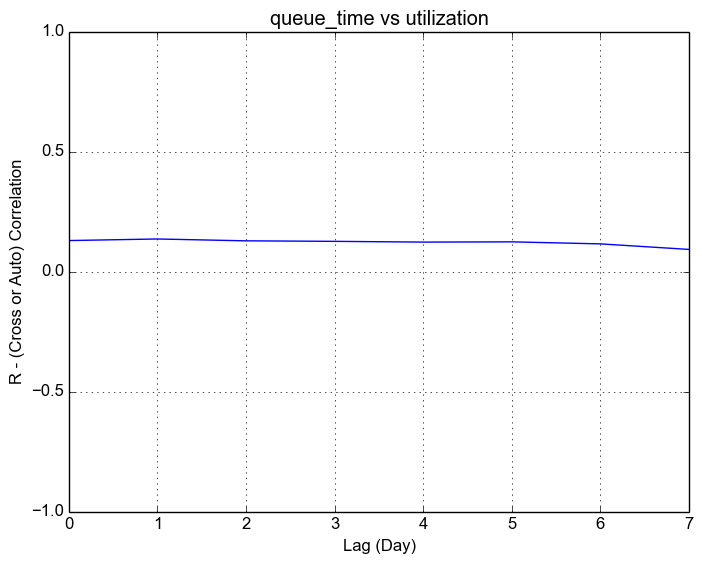 queue_time vs utilization
R - (Cross or Auto) Correlation
1.0
0.5
0.0
−0.5
−1.0
0 1 2 3 4 5 6 7
Lag (Day)